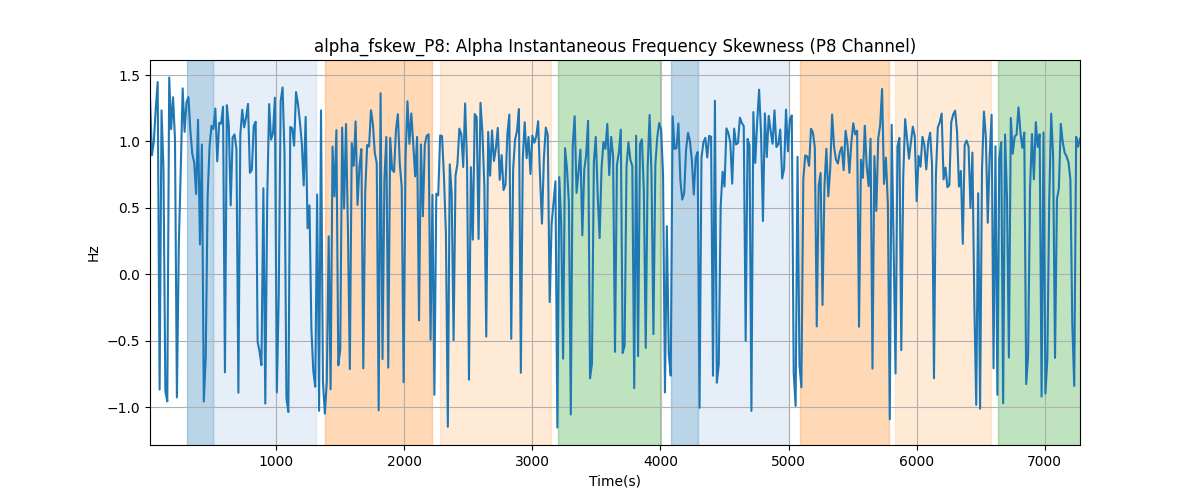 alpha_fskew_P8: Alpha Instantaneous Frequency Skewness (P8 Channel)
1.5
1.0
0.5
0.0
−0.5
−1.0
Hz
1000 2000 3000 4000 5000 6000 7000
Time(s)